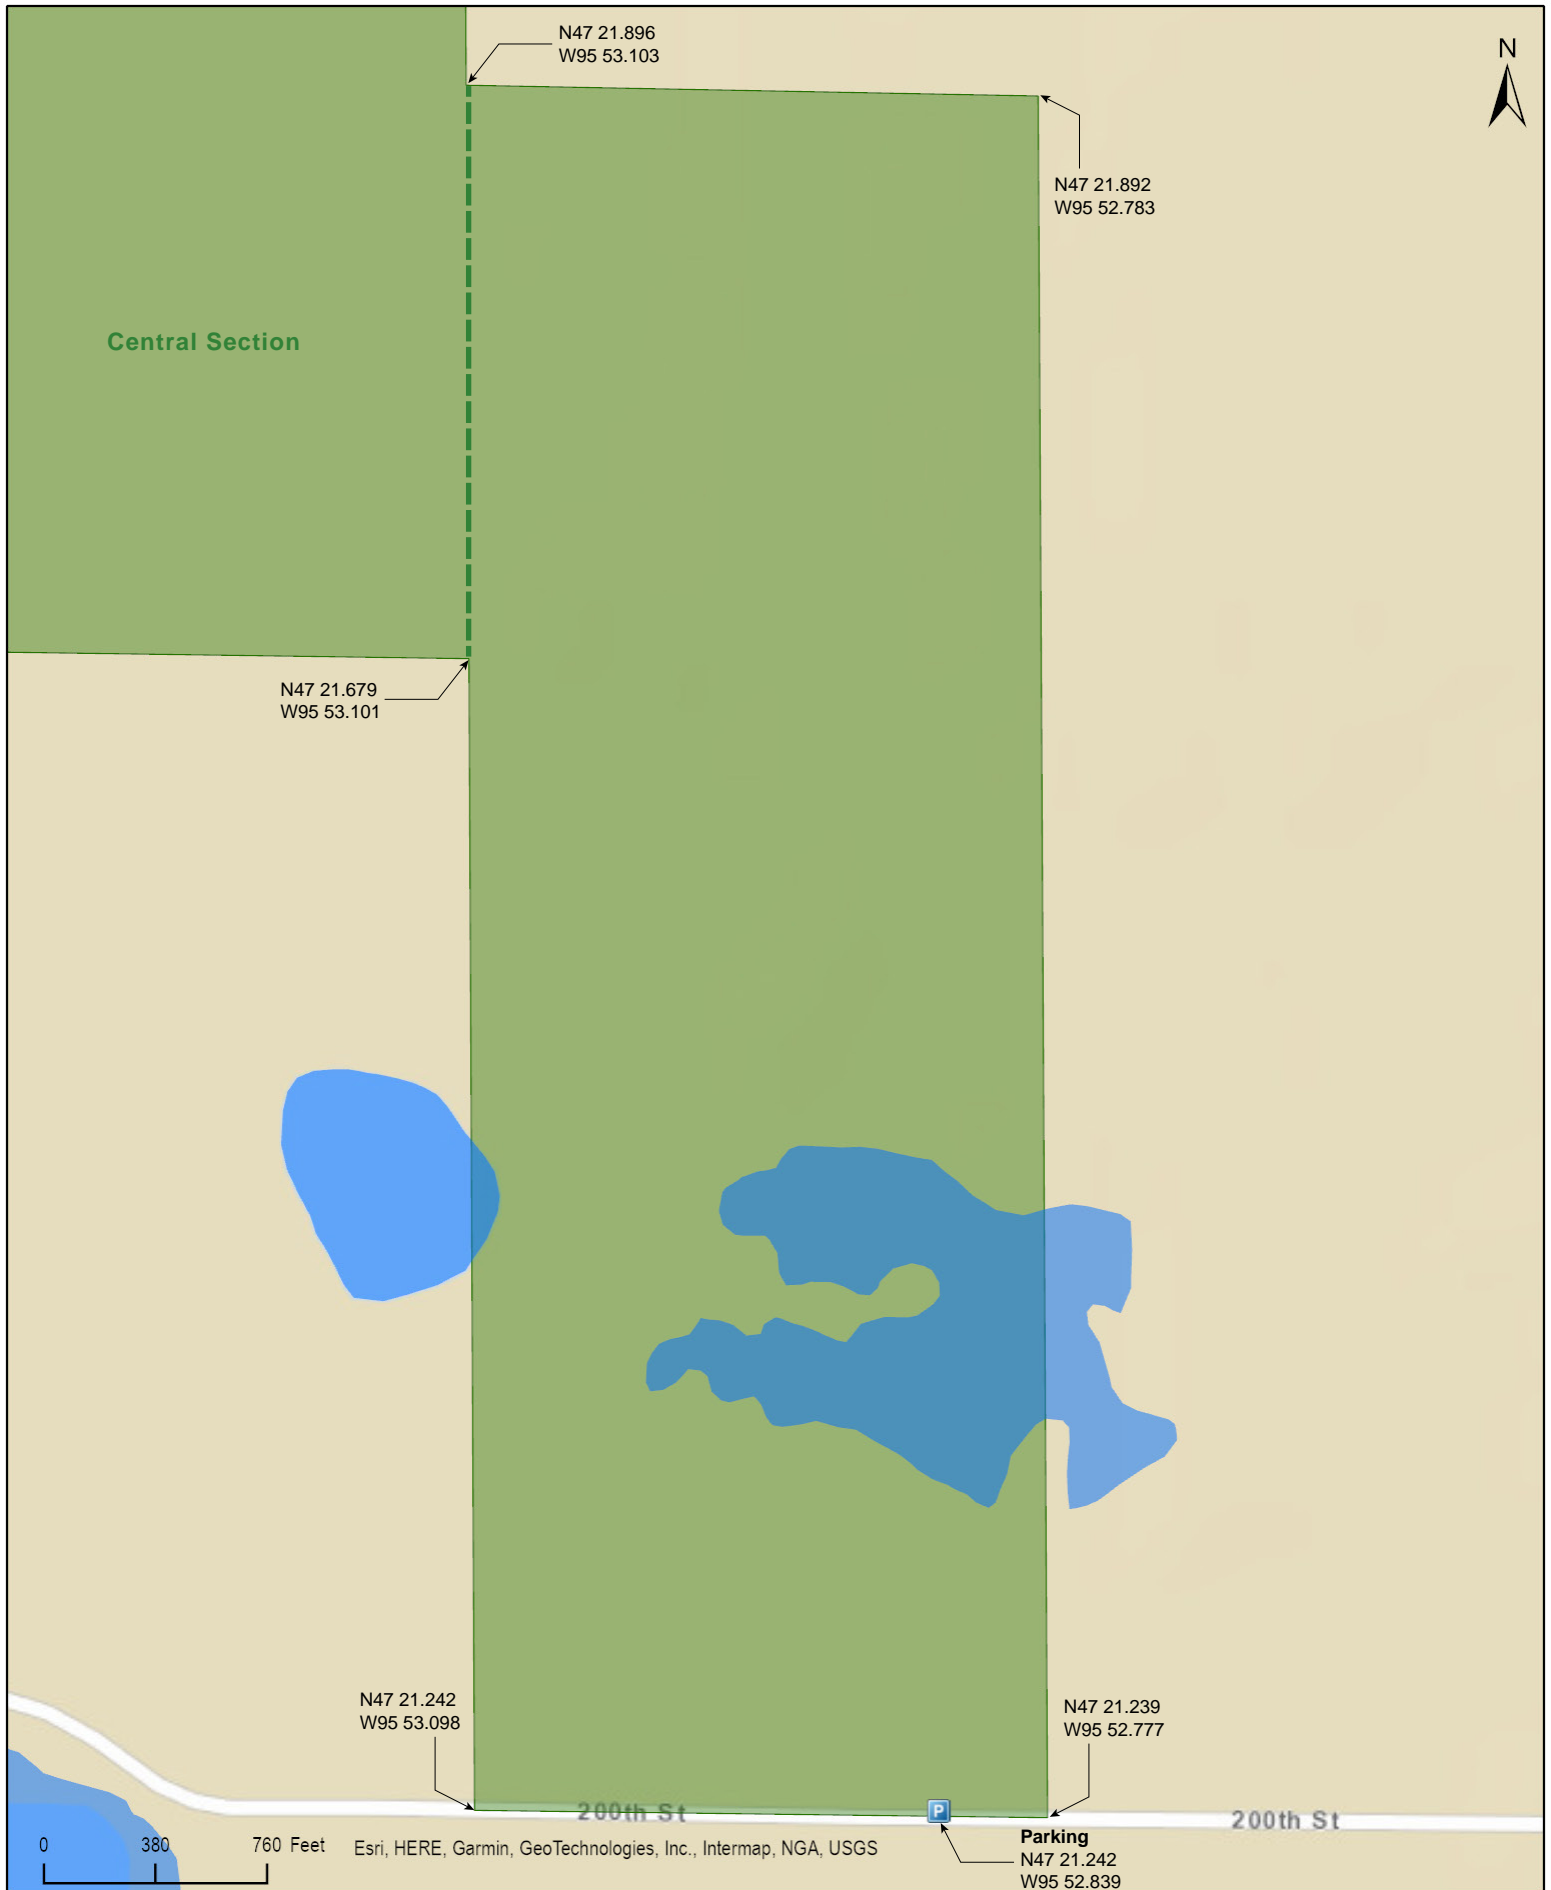 N47 21.896
W95 53.103
N
N47 21.892
W95 52.783
Central Section
N47 21.679
W95 53.101
N47 21.242
W95 53.098
N47 21.239
W95 52.777
200th St
P
200th St
0 380 760 Feet
Esri, HERE, Garmin, GeoTechnologies, Inc., Intermap, NGA, USGS
Parking
N47 21.242
W95 52.839